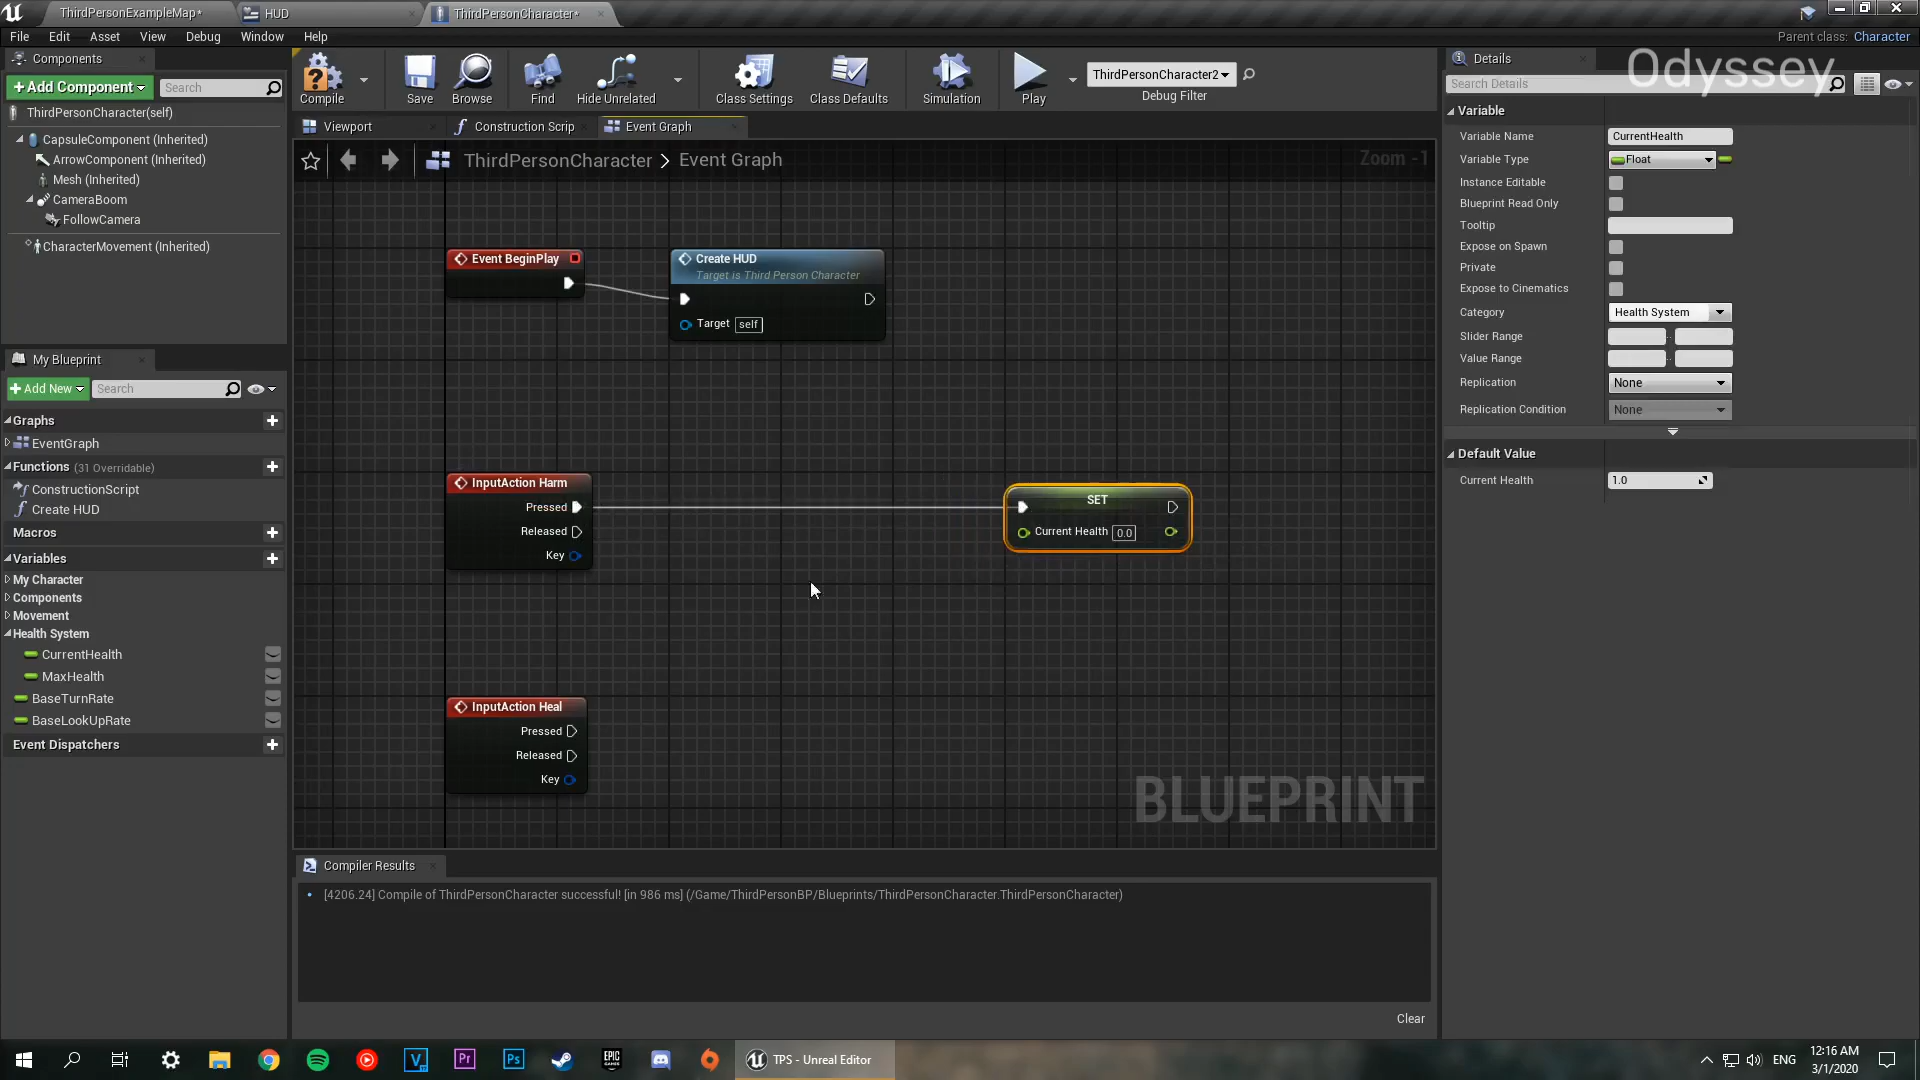 ThirdPersonExampleMap*
HUD
ThirdPersonCharacter*
File Edit Asset View Debug Window Help
Parent class: Character
Components
+Add Component
Search
ThirdPersonCharacter(self)
CapsuleComponent (Inherited)
ArrowComponent (Inherited)
Mesh (Inherited)
CameraBoom
FollowCamera
CharacterMovement (Inherited)
My Blueprint
+Add New
Search
Graphs
EventGraph
Functions (31 Overridable)
ConstructionScript
Create HUD
Macros
Variables
My Character
Components
Movement
Health System
CurrentHealth
MaxHealth
BaseTurnRate
BaseLookUpRate
Event Dispatchers
Compile
Save
Browse
Find
Hide Unrelated
Class Settings
Class Defaults
Simulation
Play
ThirdPersonCharacter2
Debug Filter
Viewport
Construction Scrip
Event Graph
ThirdPersonCharacter > Event Graph
Zoom -1
Event BeginPlay
Create HUD
Target is Third Person Character
Target self
InputAction Harm
Pressed
Released
Key
SET
Current Health 0.0
InputAction Heal
Pressed
Released
Key
BLUEPRINT
Compiler Results
[4206.24] Compile of ThirdPersonCharacter successful! [in 986 ms] (/Game/ThirdPersonBP/Blueprints/ThirdPersonCharacter.ThirdPersonCharacter)
Clear
Details
Odyssey
Search Details
Variable
Variable Name CurrentHealth
Variable Type Float
Instance Editable
Blueprint Read Only
Tooltip
Expose on Spawn
Private
Expose to Cinematics
Category Health System
Slider Range
Value Range
Replication None
Replication Condition None
Default Value
Current Health 1.0
TPS - Unreal Editor
ENG
12:16 AM
3/1/2020